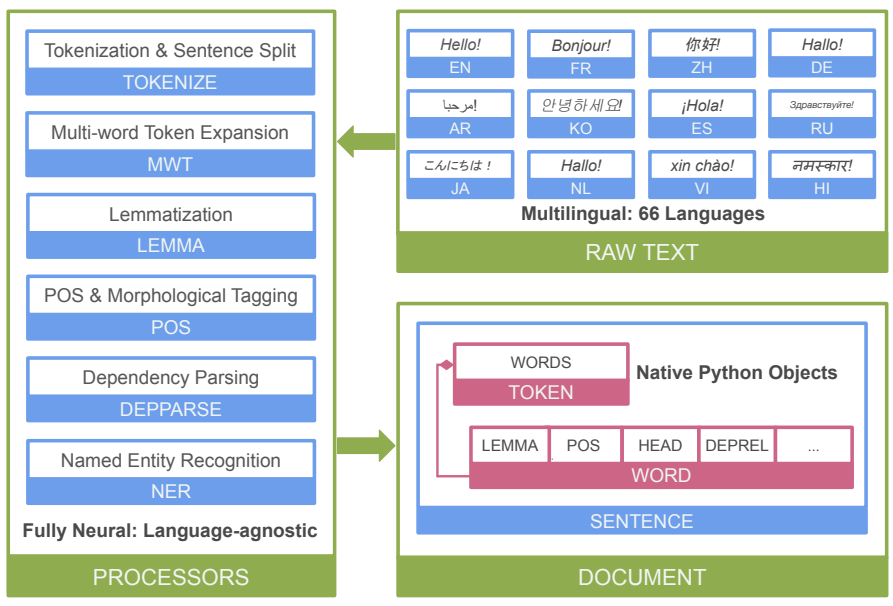 Tokenization & Sentence Split
TOKENIZE
Multi-word Token Expansion
MWT
Lemmatization
LEMMA
POS & Morphological Tagging
POS
Dependency Parsing
DEPPARSE
Named Entity Recognition
NER
Fully Neural: Language-agnostic
PROCESSORS
Hello!
EN
Bonjour!
FR
你好!
ZH
Hallo!
DE
مرحبا!
AR
안녕하세요!
KO
¡Hola!
ES
Здравствуйте!
RU
こんにちは！
JA
Hallo!
NL
xin chào!
VI
नमस्कार!
HI
Multilingual: 66 Languages
RAW TEXT
WORDS
TOKEN
Native Python Objects
LEMMA POS HEAD DEPREL ...
WORD
SENTENCE
DOCUMENT